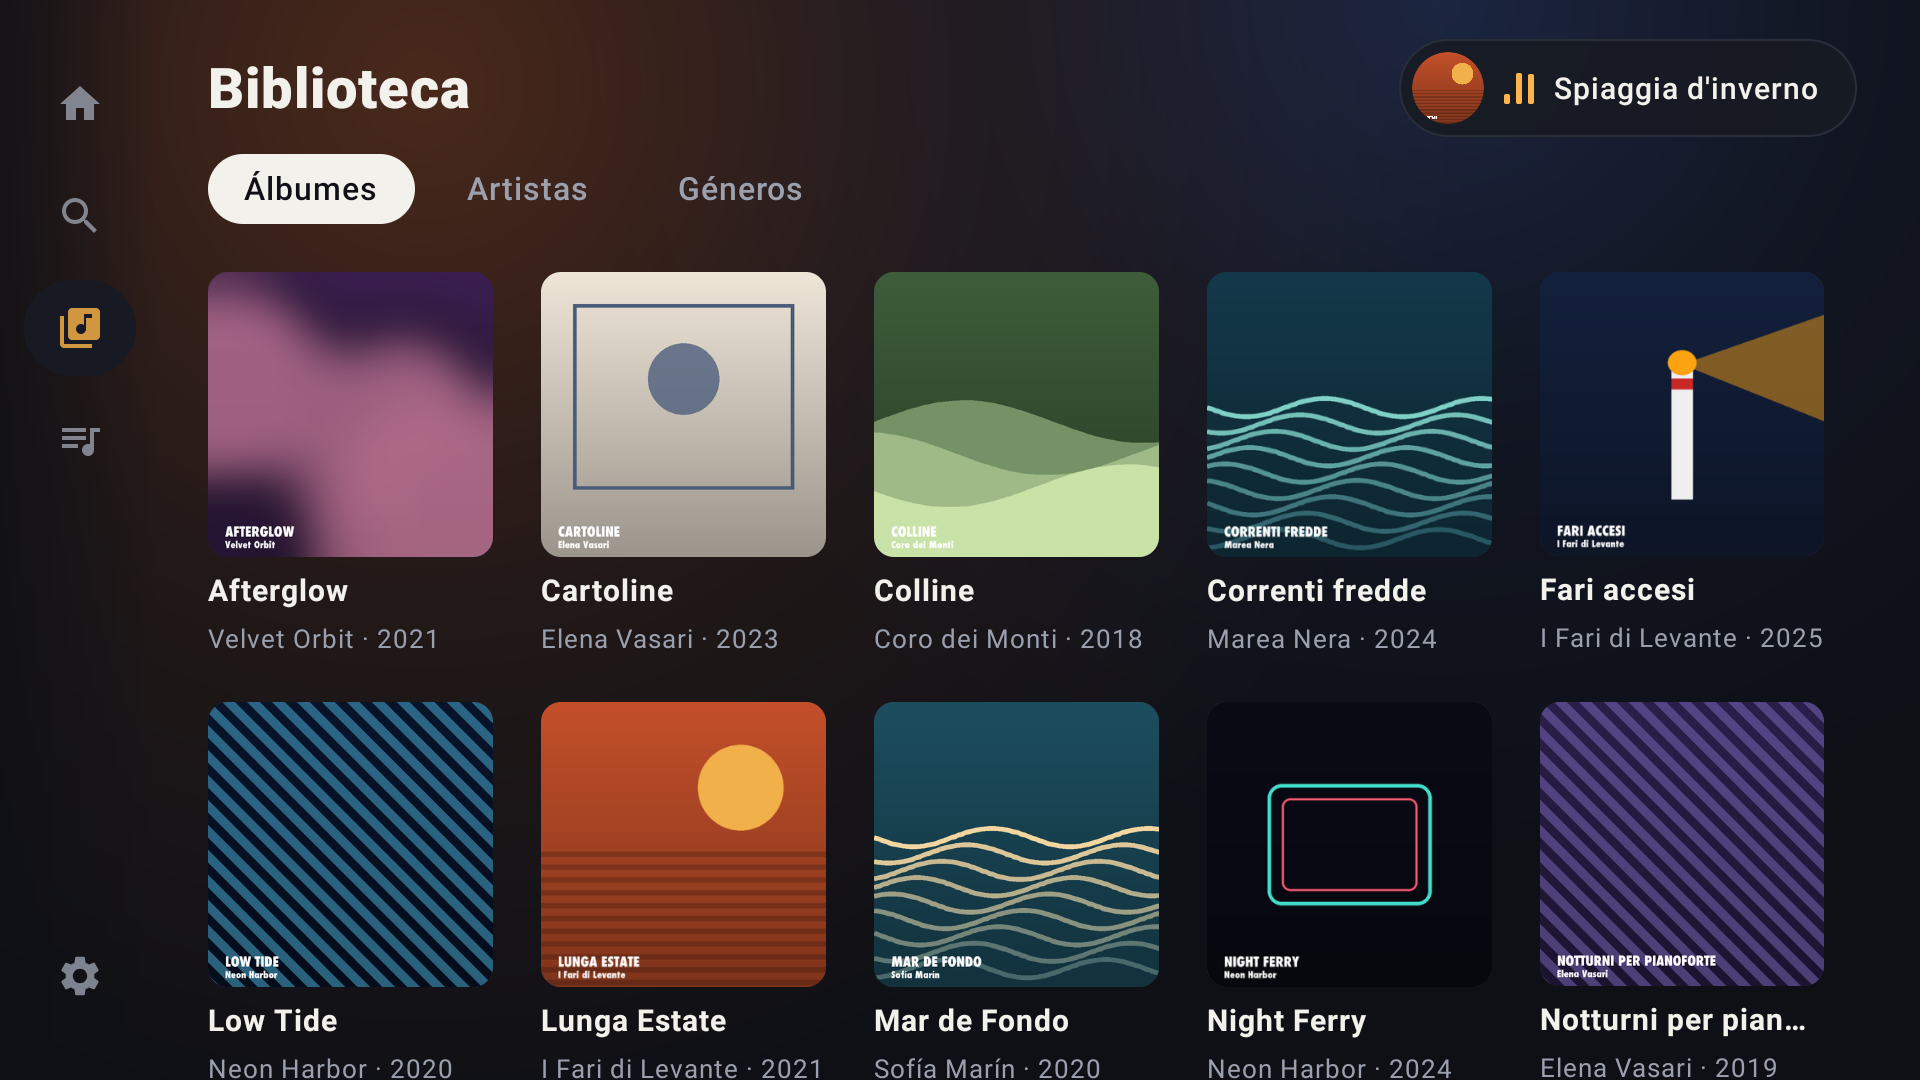 Biblioteca
Spiaggia d'inverno
Álbumes
Artistas
Géneros
AFTERGLOW
Velvet Orbit
CARTOLINE
Elena Vasari
COLLINE
Coro dei Monti
CORRENTI FREDDE
Marea Nera
FARI ACCESI
I Fari di Levante
Afterglow
Velvet Orbit · 2021
Cartoline
Elena Vasari · 2023
Colline
Coro dei Monti · 2018
Correnti fredde
Marea Nera · 2024
Fari accesi
I Fari di Levante · 2025
LOW TIDE
Neon Harbor
LUNGA ESTATE
I Fari di Levante
MAR DE FONDO
Sofía Marín
NIGHT FERRY
Neon Harbor
NOTTURNI PER PIANOFORTE
Elena Vasari
Low Tide
Neon Harbor · 2020
Lunga Estate
I Fari di Levante · 2021
Mar de Fondo
Sofía Marín · 2020
Night Ferry
Neon Harbor · 2024
Notturni per pian...
Elena Vasari · 2019